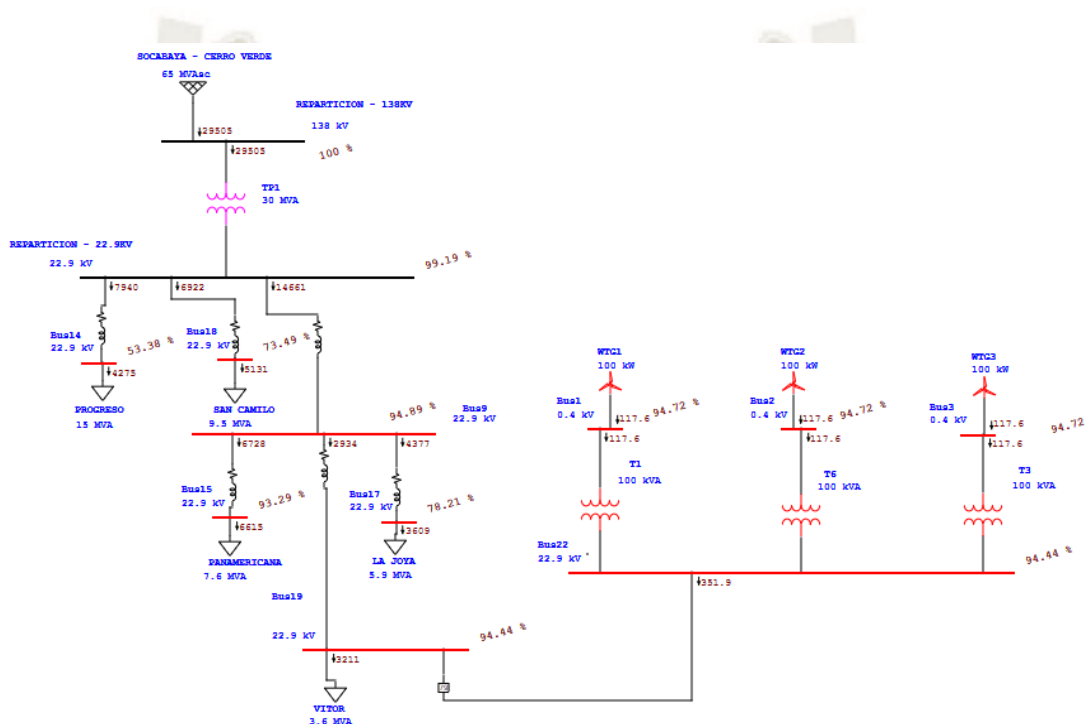 SOCABAYA - CERRO VERDE
65 MVAsc
29505
REPARTICION - 138KV
138 kV
29505
100 %
TP1
30 MVA
REPARTICION - 22.9KV
22.9 kV
99.19 %
7940
6922
14661
Bus14
22.9 kV
53.38 %
4275
PROGRESO
15 MVA
Bus18
22.9 kV
73.49 %
5131
SAN CAMILO
9.5 MVA
94.89 %
Bus9
22.9 kV
6728
2934
4377
Bus15
22.9 kV
93.29 %
6615
PANAMERICANA
7.6 MVA
Bus17
22.9 kV
78.21 %
3609
LA JOYA
5.9 MVA
Bus19
22.9 kV
94.44 %
3211
VITOR
3.6 MVA
WTG1
100 kW
Bus1
0.4 kV
117.6
94.72 %
117.6
T1
100 kVA
WTG2
100 kW
Bus2
0.4 kV
117.6
94.72 %
117.6
T6
100 kVA
WTG3
100 kW
Bus3
0.4 kV
117.6
94.72
117.6
T3
100 kVA
Bus22
22.9 kV
94.44 %
351.9